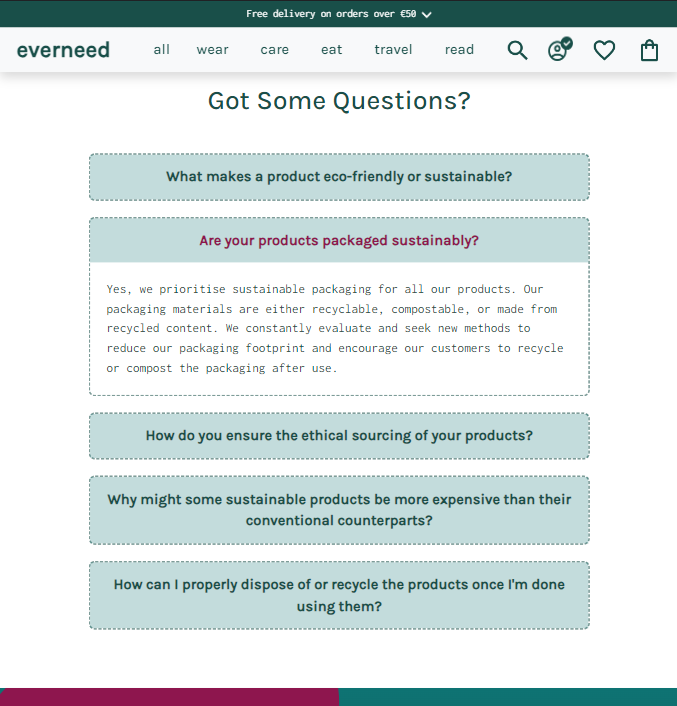 Free delivery on orders over €50
everneed all wear care eat travel read
Got Some Questions?
What makes a product eco-friendly or sustainable?
Are your products packaged sustainably?
Yes, we prioritise sustainable packaging for all our products. Our
packaging materials are either recyclable, compostable, or made from
recycled content. We constantly evaluate and seek new methods to
reduce our packaging footprint and encourage our customers to recycle
or compost the packaging after use.
How do you ensure the ethical sourcing of your products?
Why might some sustainable products be more expensive than their
conventional counterparts?
How can I properly dispose of or recycle the products once I'm done
using them?